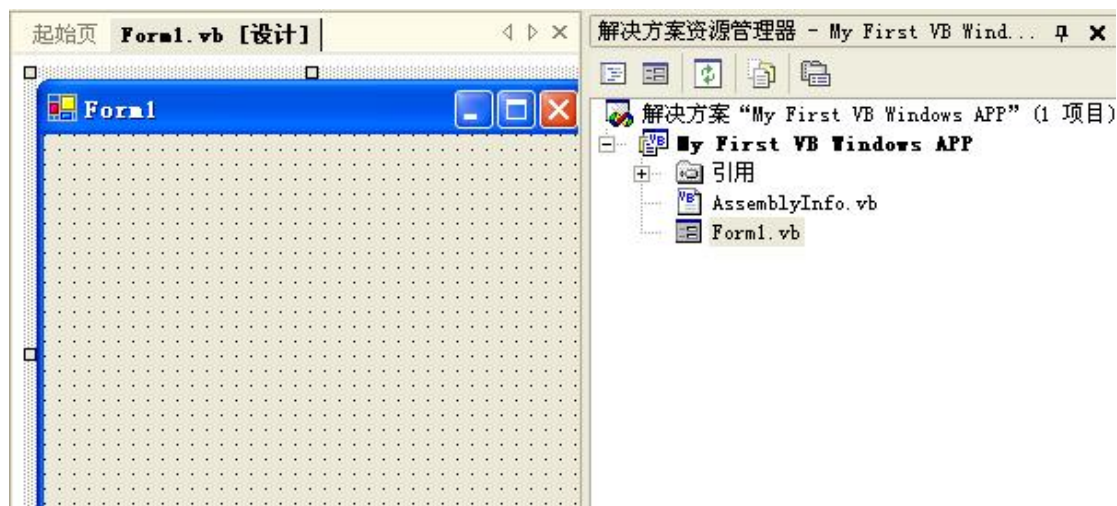 起始页 Form1.vb [设计]
Form1
解决方案资源管理器 - My First VB Wind...
解决方案 “My First VB Windows APP” (1 项目)
My First VB Windows APP
引用
AssemblyInfo.vb
Form1.vb